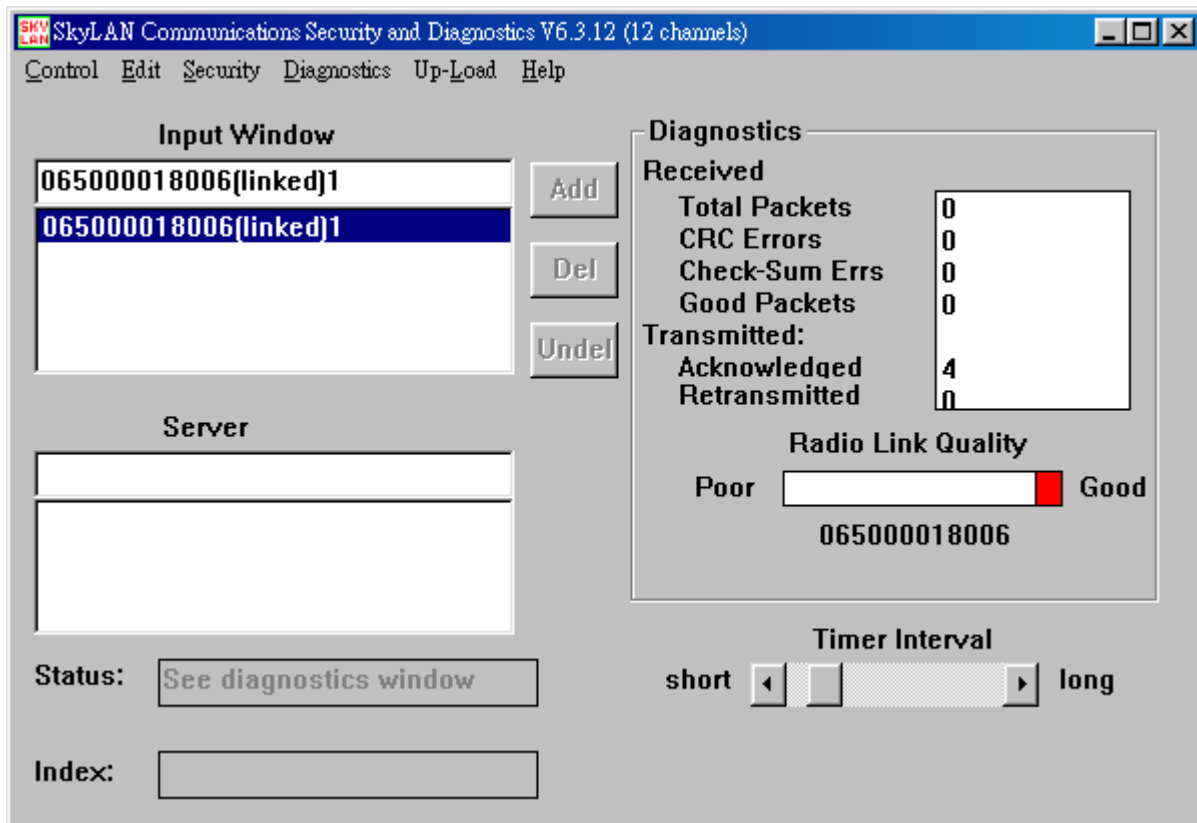 SKY LAN SkyLAN Communications Security and Diagnostics V6.3.12 (12 channels)
Control Edit Security Diagnostics Up-Load Help
Input Window
065000018006(linked)1
065000018006(linked)1
Add
Del
Undel
Server
Status: See diagnostics window
Index:
Diagnostics
Received
Total Packets 0
CRC Errors 0
Check-Sum Errs 0
Good Packets 0
Transmitted:
Acknowledged 4
Retransmitted 0
Radio Link Quality
Poor Good
065000018006
Timer Interval
short long